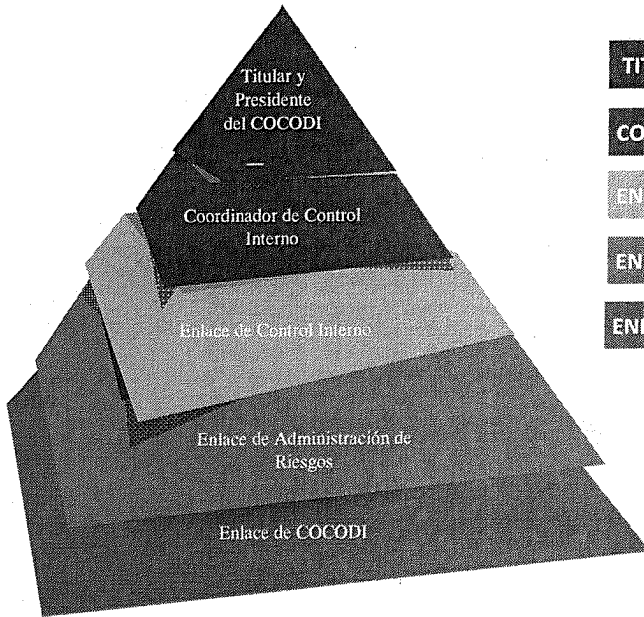 Titular y
Presidente
del COCODI
Coordinador de Control
Interno
Enlace de Control Interno
Enlace de Administración de
Riesgos
Enlace de COCODI
TIT
CO
EN
EN